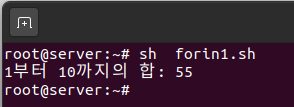 root@server:~# sh  forin1.sh
1부터 10까지의 합: 55
root@server:~#